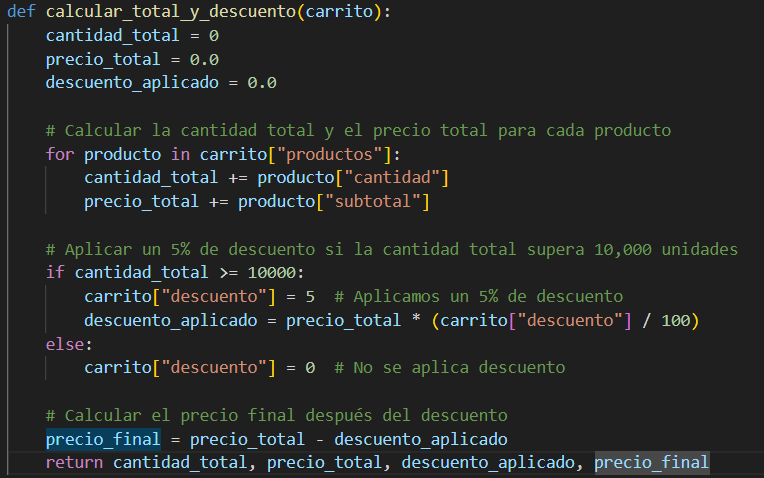 def calcular_total_y_descuento(carrito):
    cantidad_total = 0
    precio_total = 0.0
    descuento_aplicado = 0.0

    # Calcular la cantidad total y el precio total para cada producto
    for producto in carrito["productos"]:
        cantidad_total += producto["cantidad"]
        precio_total += producto["subtotal"]

    # Aplicar un 5% de descuento si la cantidad total supera 10,000 unidades
    if cantidad_total >= 10000:
        carrito["descuento"] = 5  # Aplicamos un 5% de descuento
        descuento_aplicado = precio_total * (carrito["descuento"] / 100)
    else:
        carrito["descuento"] = 0  # No se aplica descuento

    # Calcular el precio final después del descuento
    precio_final = precio_total - descuento_aplicado
    return cantidad_total, precio_total, descuento_aplicado, precio_final